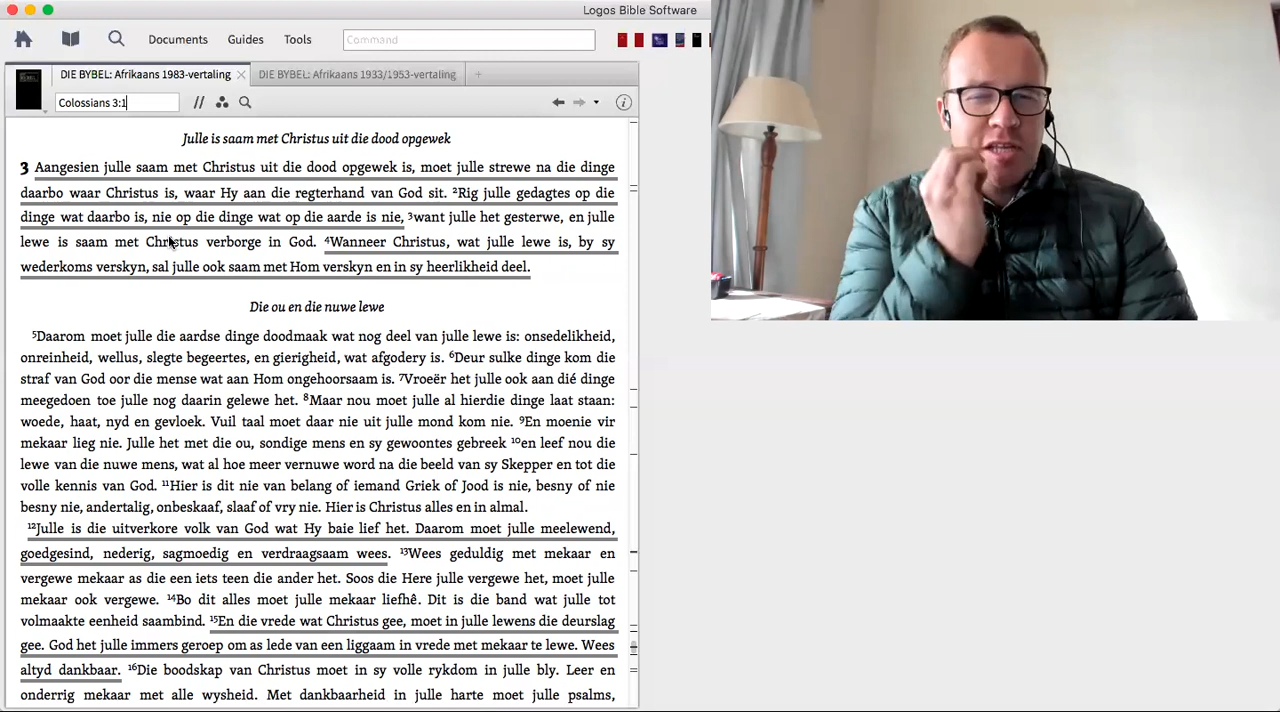 Logos Bible Software
Documents Guides Tools Command
DIE BYBEL: Afrikaans 1983-vertaling DIE BYBEL: Afrikaans 1933/1953-vertaling
Colossians 3:1
Julle is saam met Christus uit die dood opgewek
3 Aangesien julle saam met Christus uit die dood opgewek is, moet julle strewe na die dinge
daarbo waar Christus is, waar Hy aan die regterhand van God sit. ²Rig julle gedagtes op die
dinge wat daarbo is, nie op die dinge wat op die aarde is nie, ³want julle het gesterwe, en julle
lewe is saam met Christus verborge in God. ⁴Wanneer Christus, wat julle lewe is, by sy
wederkoms verskyn, sal julle ook saam met Hom verskyn en in sy heerlikheid deel.
Die ou en die nuwe lewe
⁵Daarom moet julle die aardse dinge doodmaak wat nog deel van julle lewe is: onsedelikheid,
onreinheid, wellus, slegte begeertes, en gierigheid, wat afgodery is. ⁶Deur sulke dinge kom die
straf van God oor die mense wat aan Hom ongehoorsaam is. ⁷Vroeër het julle ook aan dié dinge
meegedoen toe julle nog daarin gelewe het. ⁸Maar nou moet julle al hierdie dinge laat staan:
woede, haat, nyd en gevloek. Vuil taal moet daar nie uit julle mond kom nie. ⁹En moenie vir
mekaar lieg nie. Julle het met die ou, sondige mens en sy gewoontes gebreek ¹⁰en leef nou die
lewe van die nuwe mens, wat al hoe meer vernuwe word na die beeld van sy Skepper en tot die
volle kennis van God. ¹¹Hier is dit nie van belang of iemand Griek of Jood is nie, besny of nie
besny nie, andertalig, onbeskaaf, slaaf of vry nie. Hier is Christus alles en in almal.
¹²Julle is die uitverkore volk van God wat Hy baie lief het. Daarom moet julle meelewend,
goedgesind, nederig, sagmoedig en verdraagsaam wees. ¹³Wees geduldig met mekaar en
vergewe mekaar as die een iets teen die ander het. Soos die Here julle vergewe het, moet julle
mekaar ook vergewe. ¹⁴Bo dit alles moet julle mekaar liefhê. Dit is die band wat julle tot
volmaakte eenheid saambind. ¹⁵En die vrede wat Christus gee, moet in julle lewens die deurslag
gee. God het julle immers geroep om as lede van een liggaam in vrede met mekaar te lewe. Wees
altyd dankbaar. ¹⁶Die boodskap van Christus moet in sy volle rykdom in julle bly. Leer en
onderrig mekaar met alle wysheid. Met dankbaarheid in julle harte moet julle psalms,